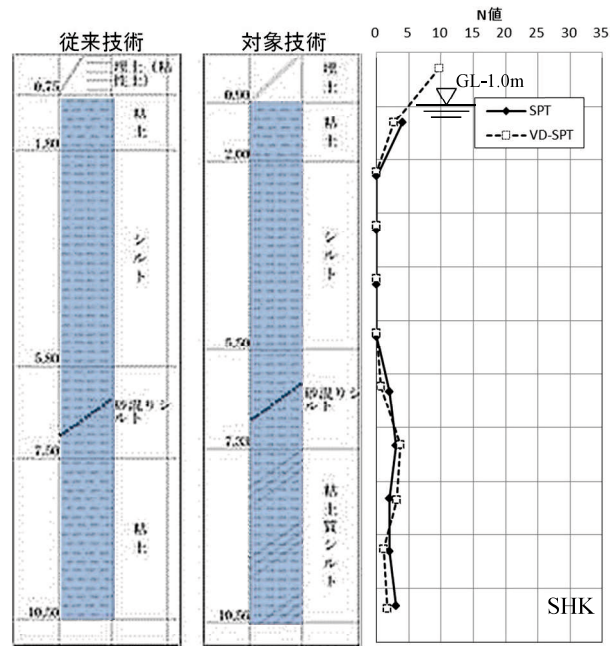 従来技術
対象技術
N値
0 5 10 15 20 25 30 35
GL-1.0m
SPT
VD-SPT
埋土 (粘
性土)
0.75
粘土
1.80
シルト
5.80
砂混りシ
ルト
7.50
粘土
10.50
埋土
0.90
粘土
2.00
シルト
5.50
砂混りシ
ルト
7.33
粘土質シルト
10.56
SHK